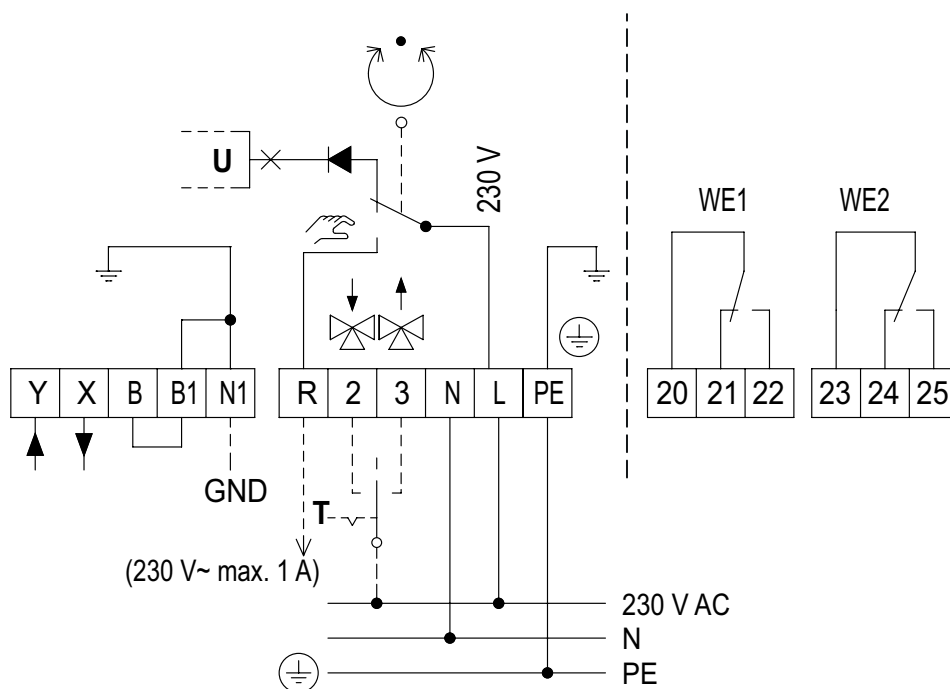 U
230 V
WE1 WE2
Y X B B1 N1 R 2 3 N L PE 20 21 22 23 24 25
GND
T
(230 V~ max. 1 A)
230 V AC
N
PE